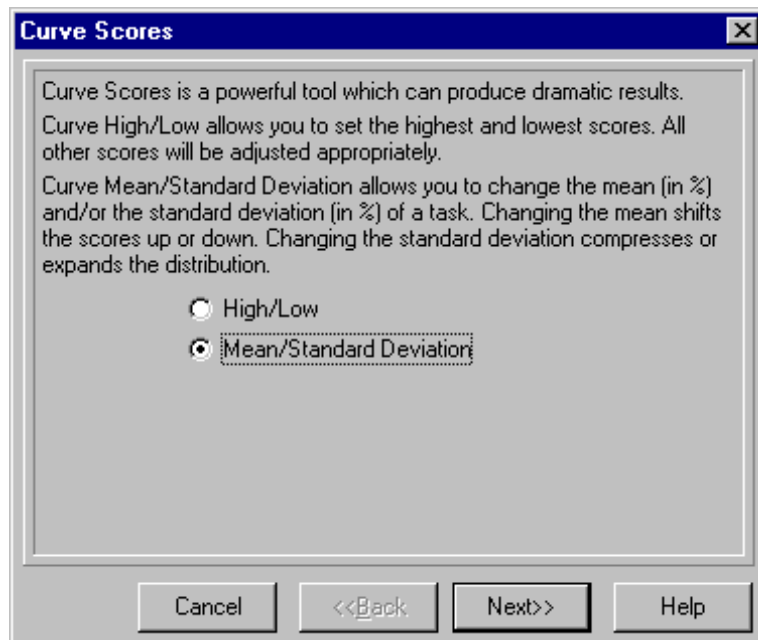 Curve Scores
Curve Scores is a powerful tool which can produce dramatic results.
Curve High/Low allows you to set the highest and lowest scores. All
other scores will be adjusted appropriately.
Curve Mean/Standard Deviation allows you to change the mean (in %)
and/or the standard deviation (in %) of a task. Changing the mean shifts
the scores up or down. Changing the standard deviation compresses or
expands the distribution.
High/Low
Mean/Standard Deviation
Cancel
<<Back
Next>>
Help